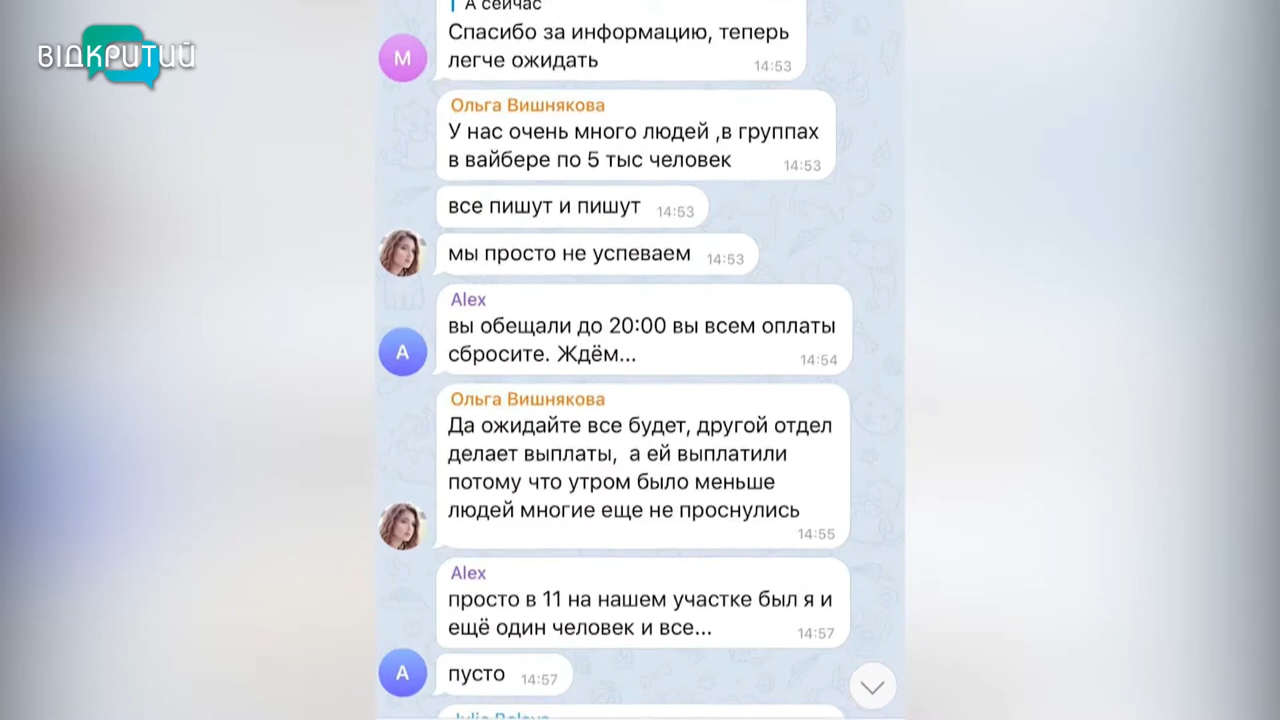 ВІДКРИТИЙ
А сейчас
Спасибо за информацию, теперь
легче ожидать
14:53
М
Ольга Вишнякова
У нас очень много людей ,в группах
в вайбере по 5 тыс человек
14:53
все пишут и пишут 14:53
мы просто не успеваем 14:53
Alex
вы обещали до 20:00 вы всем оплаты
сбросите. Ждём...
14:54
A
Ольга Вишнякова
Да ожидайте все будет, другой отдел
делает выплаты,  а ей выплатили
потому что утром было меньше
людей многие еще не проснулись
14:55
Alex
просто в 11 на нашем участке был я и
ещё один человек и все...
14:57
A
пусто 14:57